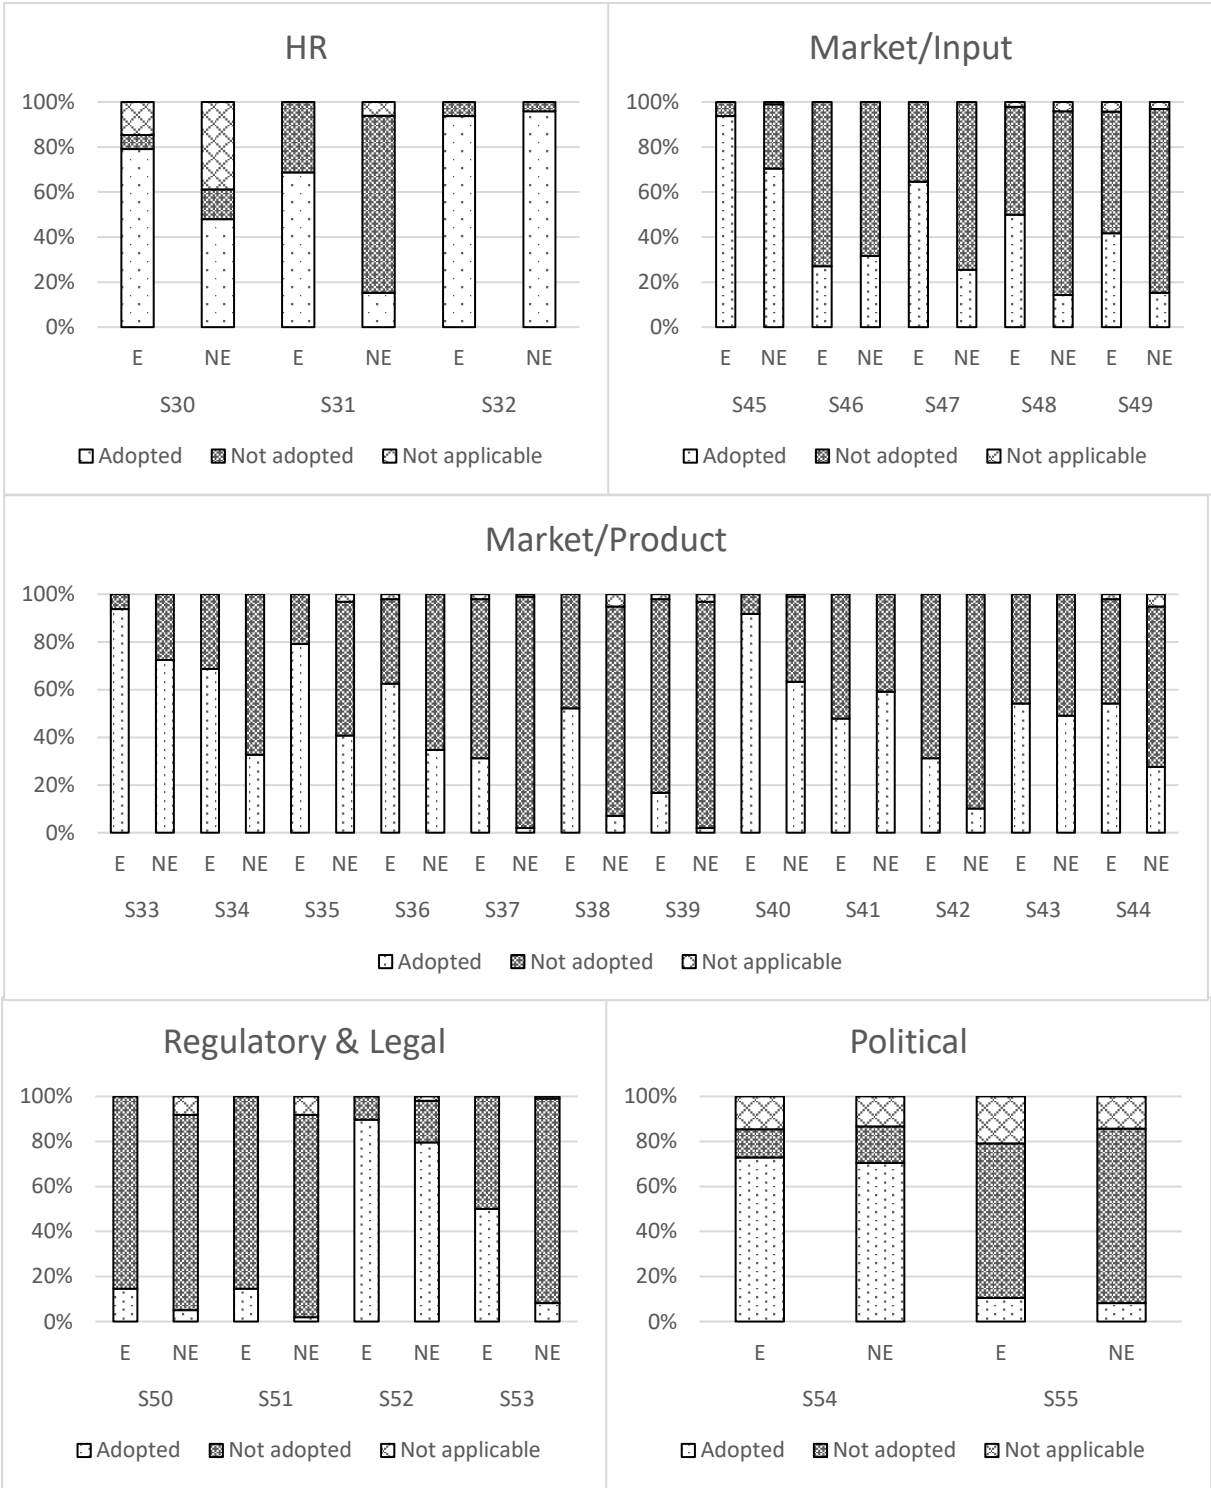 HR
100%
80%
60%
40%
20%
0%
E NE E NE E NE
S30 S31 S32
Adopted Not adopted Not applicable
Market/Input
100%
80%
60%
40%
20%
0%
E NE E NE E NE E NE E NE
S45 S46 S47 S48 S49
Adopted Not adopted Not applicable
Market/Product
100%
80%
60%
40%
20%
0%
E NE E NE E NE E NE E NE E NE E NE E NE E NE E NE E NE E NE
S33 S34 S35 S36 S37 S38 S39 S40 S41 S42 S43 S44
Adopted Not adopted Not applicable
Regulatory & Legal
100%
80%
60%
40%
20%
0%
E NE E NE E NE E NE
S50 S51 S52 S53
Adopted Not adopted Not applicable
Political
100%
80%
60%
40%
20%
0%
E NE E NE
S54 S55
Adopted Not adopted Not applicable